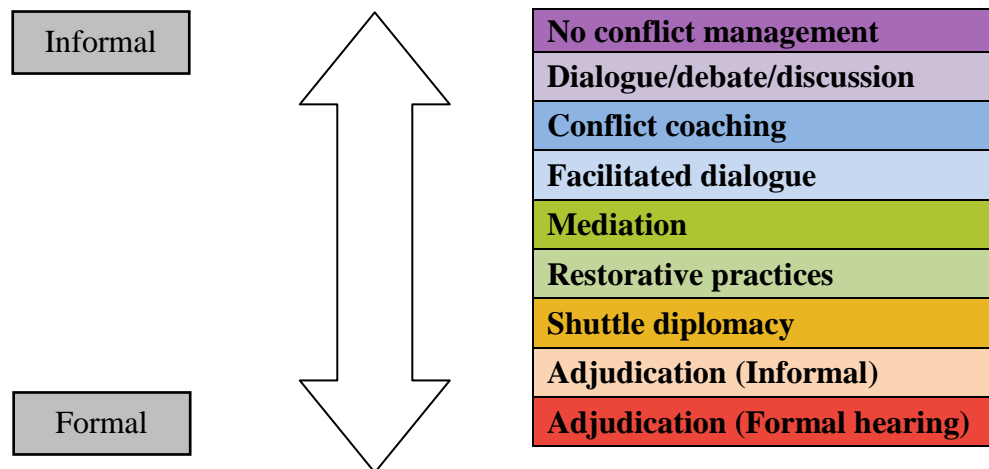 Informal
No conflict management
Dialogue/debate/discussion
Conflict coaching
Facilitated dialogue
Mediation
Restorative practices
Shuttle diplomacy
Adjudication (Informal)
Formal
Adjudication (Formal hearing)